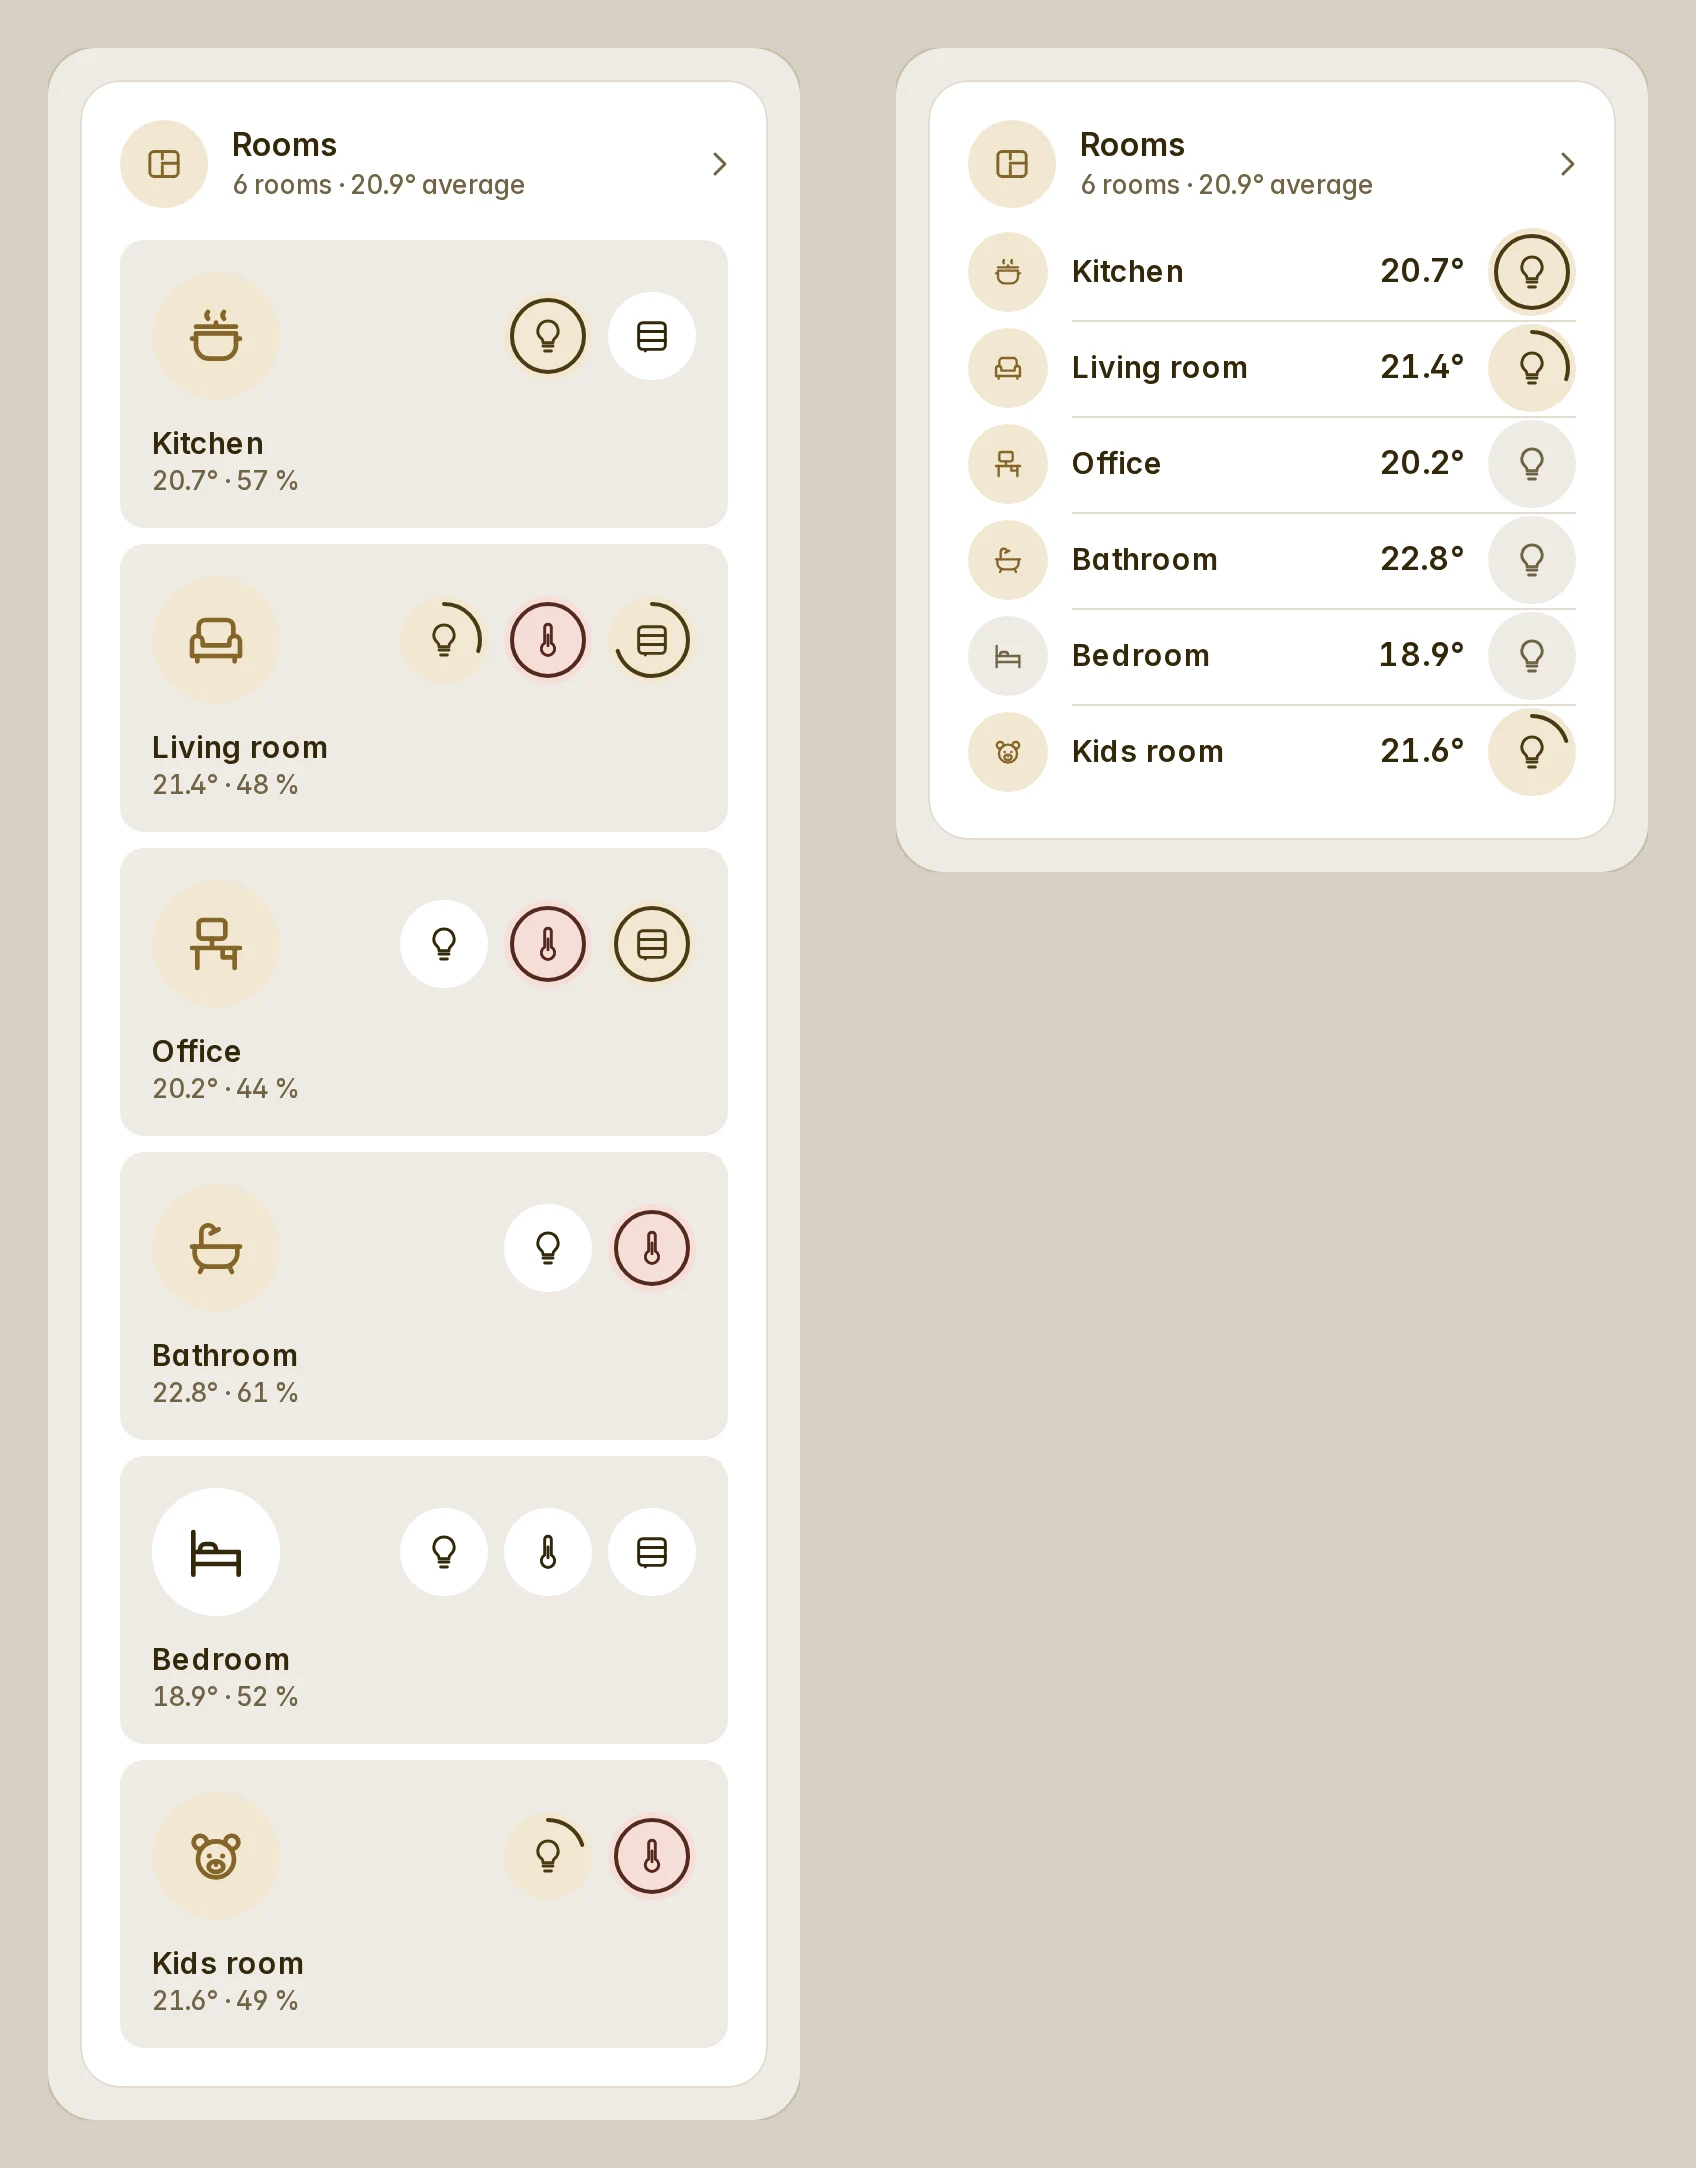 Rooms
6 rooms · 20.9° average
Kitchen
20.7° · 57 %
Living room
21.4° · 48 %
Office
20.2° · 44 %
Bathroom
22.8° · 61 %
Bedroom
18.9° · 52 %
Kids room
21.6° · 49 %
Rooms
6 rooms · 20.9° average
Kitchen 20.7°
Living room 21.4°
Office 20.2°
Bathroom 22.8°
Bedroom 18.9°
Kids room 21.6°